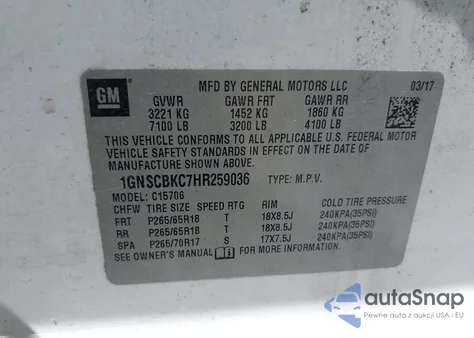 GM
MFD BY GENERAL MOTORS LLC
03/17
GVWR GAWR FRT GAWR RR
3221 KG 1452 KG 1860 KG
7100 LB 3200 LB 4100 LB
THIS VEHICLE CONFORMS TO ALL APPLICABLE U.S. FEDERAL MOTOR
VEHICLE SAFETY, BUMPER, AND THEFT PREVENTION STANDARDS
IN EFFECT ON THE DATE OF MANUFACTURE SHOWN ABOVE.
1GNSCBKC7HR259036 TYPE: M.P.V.
MODEL: C15706
CHFW TIRE SIZE SPEED RTG RIM COLD TIRE PRESSURE
FRT P265/65R18 T 18X8.5J 240KPA(35PSI)
RR P265/65R18 T 18X8.5J 240KPA(35PSI)
SPA P265/70R17 S 17X7.5J 240KPA(35PSI)
SEE OWNER'S MANUAL FOR MORE INFORMATION.
autoSnap
Pewne auta z aukcji USA i EU